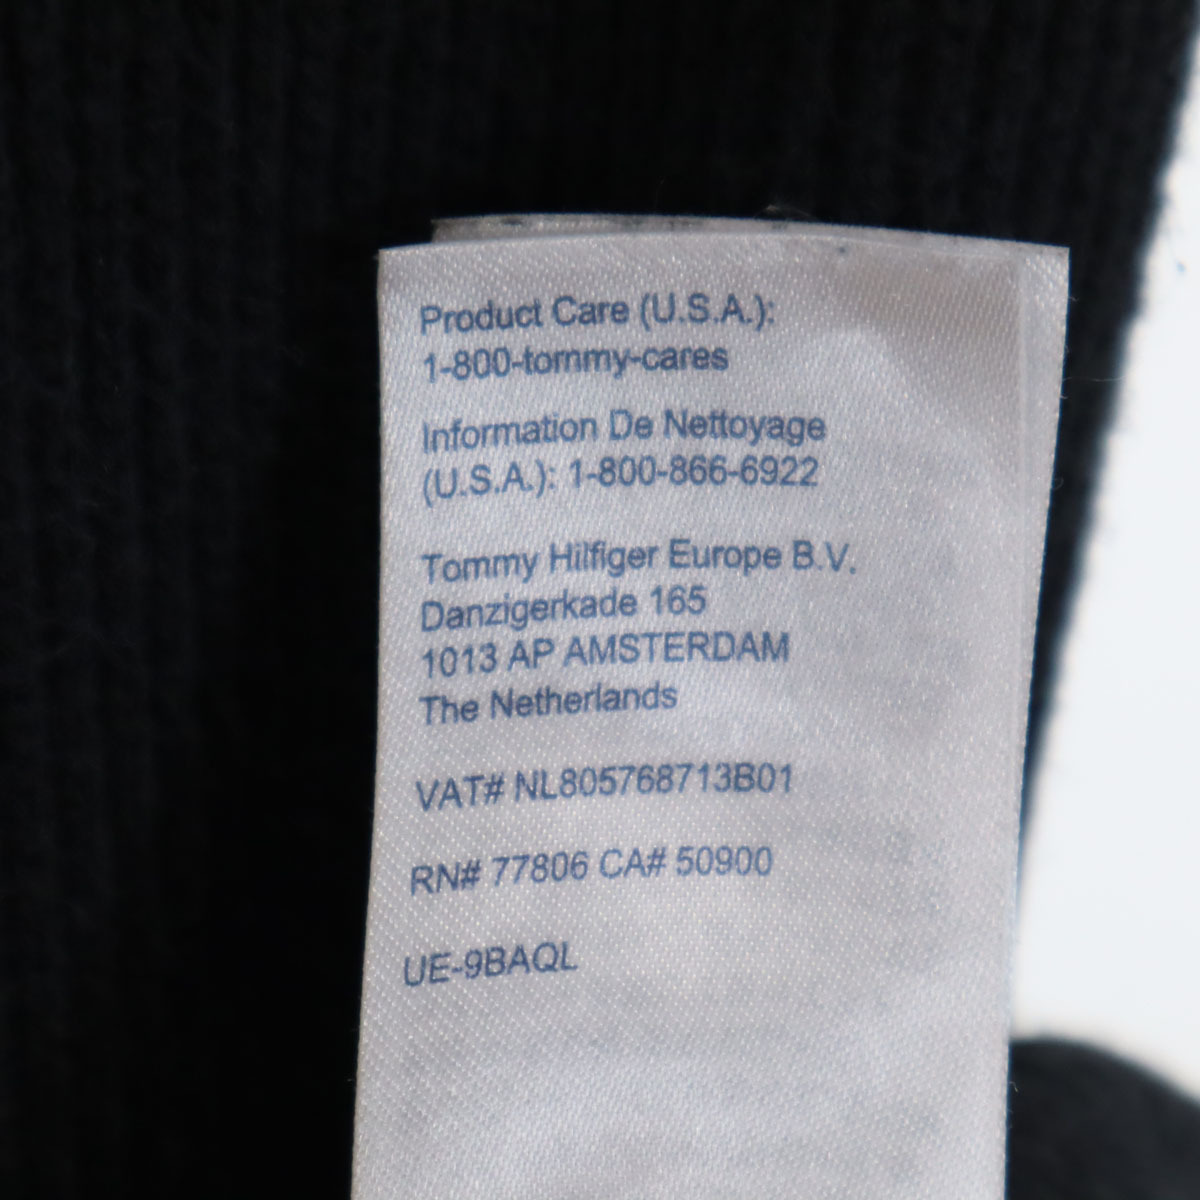 Product Care (U.S.A.):
1-800-tommy-cares
Information De Nettoyage
(U.S.A.): 1-800-866-6922
Tommy Hilfiger Europe B.V.
Danzigerkade 165
1013 AP AMSTERDAM
The Netherlands
VAT# NL805768713B01
RN# 77806 CA# 50900
UE-9BAQL